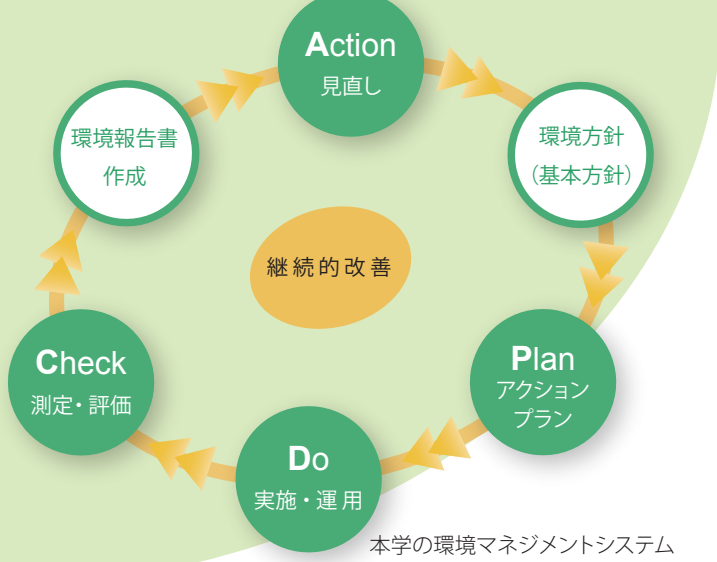 Action
見直し
環境報告書
作成
環境方針
(基本方針)
継続的改善
Check
測定・評価
Plan
アクション
プラン
Do
実施・運用
本学の環境マネジメントシステム